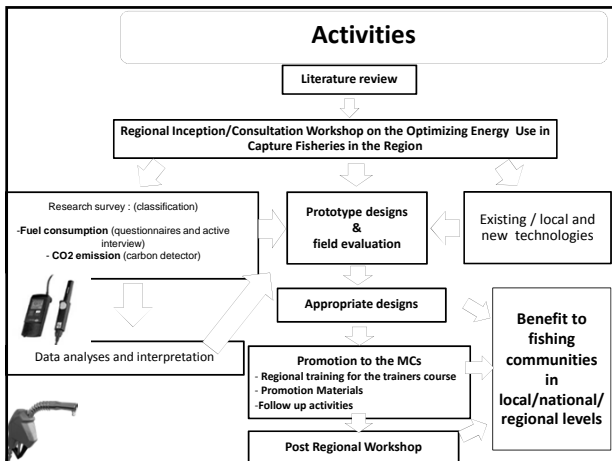 Activities
Literature review
Regional Inception/Consultation Workshop on the Optimizing Energy Use in
Capture Fisheries in the Region
Research survey : (classification)
-Fuel consumption (questionnaires and active
interview)
- CO2 emission (carbon detector)
Prototype designs
&
field evaluation
Existing / local and
new technologies
Data analyses and interpretation
Appropriate designs
Promotion to the MCs
- Regional training for the trainers course
- Promotion Materials
-Follow up activities
Post Regional Workshop
Benefit to
fishing
communities
in
local/national/
regional levels